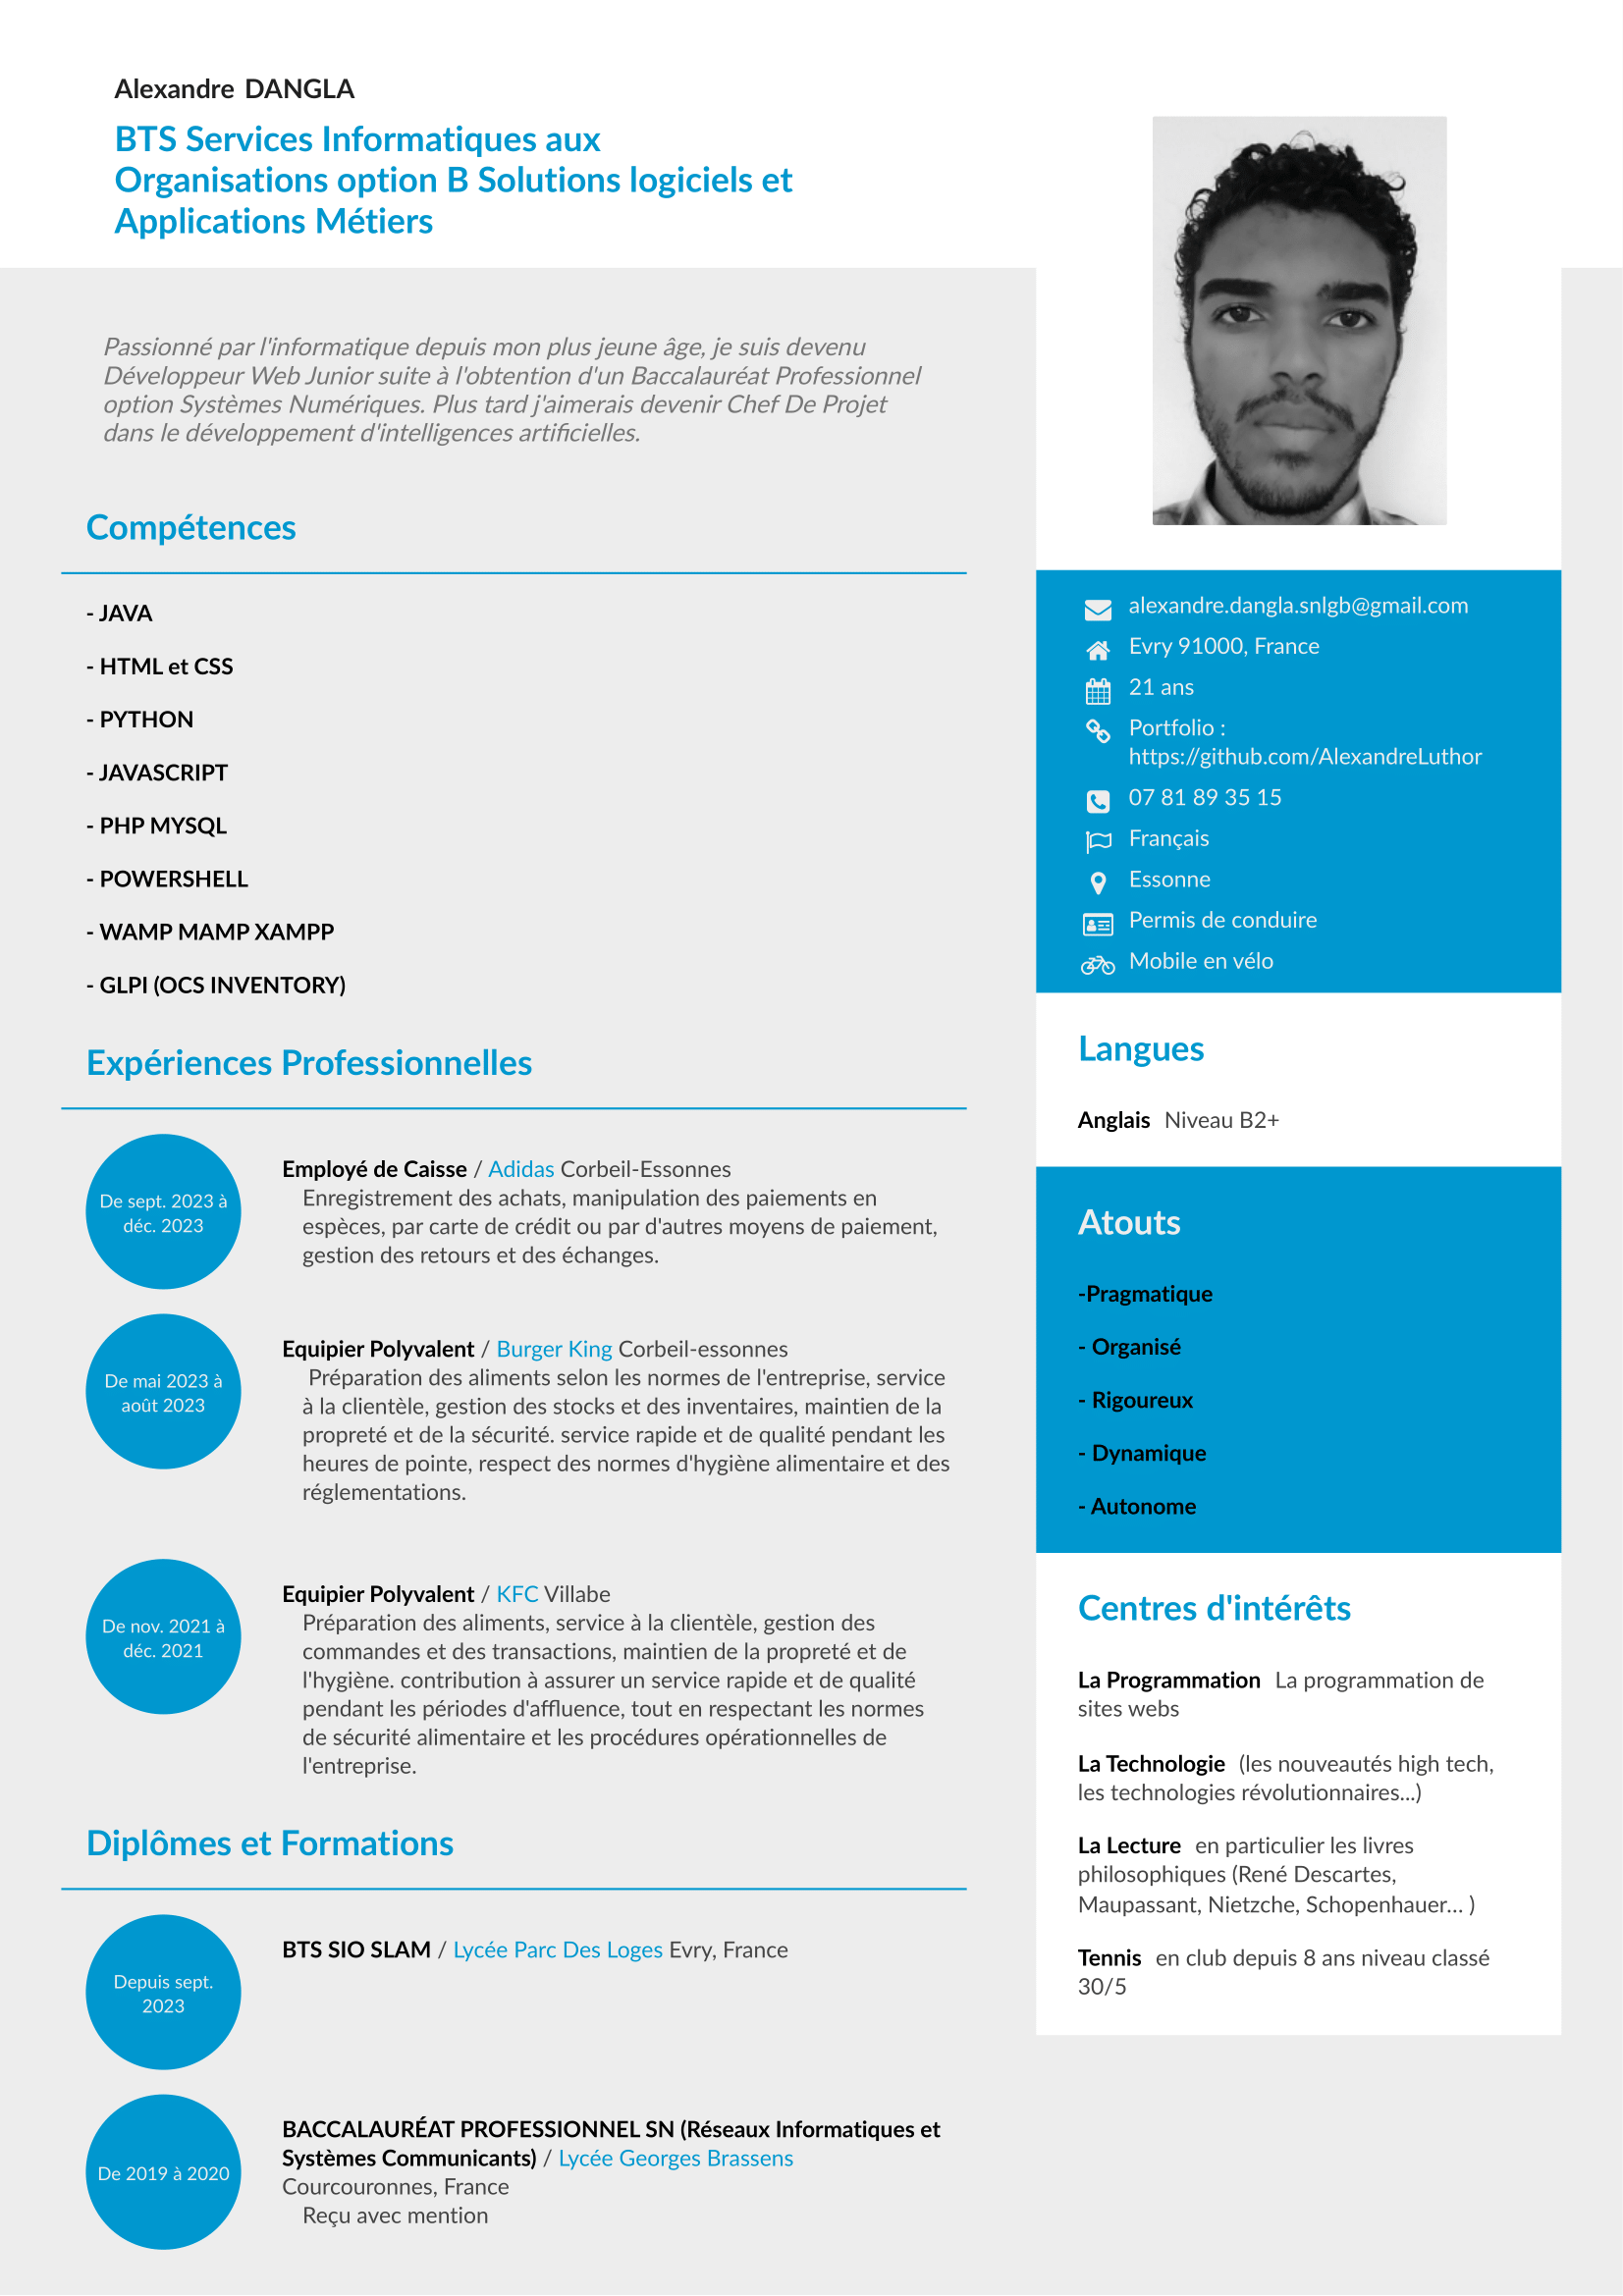 Alexandre DANGLA
BTS Services Informatiques aux
Organisations option B Solutions logiciels et
Applications Métiers
Passionné par l'informatique depuis mon plus jeune âge, je suis devenu
Développeur Web Junior suite à l'obtention d'un Baccalauréat Professionnel
option Systèmes Numériques. Plus tard j'aimerais devenir Chef De Projet
dans le développement d'intelligences artificielles.
Compétences
- JAVA
- HTML et CSS
- PYTHON
- JAVASCRIPT
- PHP MYSQL
- POWERSHELL
- WAMP MAMP XAMPP
- GLPI (OCS INVENTORY)
Expériences Professionnelles
De sept. 2023 à
déc. 2023
Employé de Caisse / Adidas Corbeil-Essonnes
Enregistrement des achats, manipulation des paiements en
espèces, par carte de crédit ou par d'autres moyens de paiement,
gestion des retours et des échanges.
De mai 2023 à
août 2023
Equipier Polyvalent / Burger King Corbeil-essonnes
Préparation des aliments selon les normes de l'entreprise, service
à la clientèle, gestion des stocks et des inventaires, maintien de la
propreté et de la sécurité. service rapide et de qualité pendant les
heures de pointe, respect des normes d'hygiène alimentaire et des
réglementations.
De nov. 2021 à
déc. 2021
Equipier Polyvalent / KFC Villabe
Préparation des aliments, service à la clientèle, gestion des
commandes et des transactions, maintien de la propreté et de
l'hygiène. contribution à assurer un service rapide et de qualité
pendant les périodes d'affluence, tout en respectant les normes
de sécurité alimentaire et les procédures opérationnelles de
l'entreprise.
Diplômes et Formations
Depuis sept.
2023
BTS SIO SLAM / Lycée Parc Des Loges Evry, France
De 2019 à 2020
BACCALAURÉAT PROFESSIONNEL SN (Réseaux Informatiques et
Systèmes Communicants) / Lycée Georges Brassens
Courcouronnes, France
Reçu avec mention
alexandre.dangla.snlgb@gmail.com
Evry 91000, France
21 ans
Portfolio :
https://github.com/AlexandreLuthor
07 81 89 35 15
Français
Essonne
Permis de conduire
Mobile en vélo
Langues
Anglais Niveau B2+
Atouts
-Pragmatique
- Organisé
- Rigoureux
- Dynamique
- Autonome
Centres d'intérêts
La Programmation La programmation de
sites webs
La Technologie (les nouveautés high tech,
les technologies révolutionnaires...)
La Lecture en particulier les livres
philosophiques (René Descartes,
Maupassant, Nietzche, Schopenhauer... )
Tennis en club depuis 8 ans niveau classé
30/5